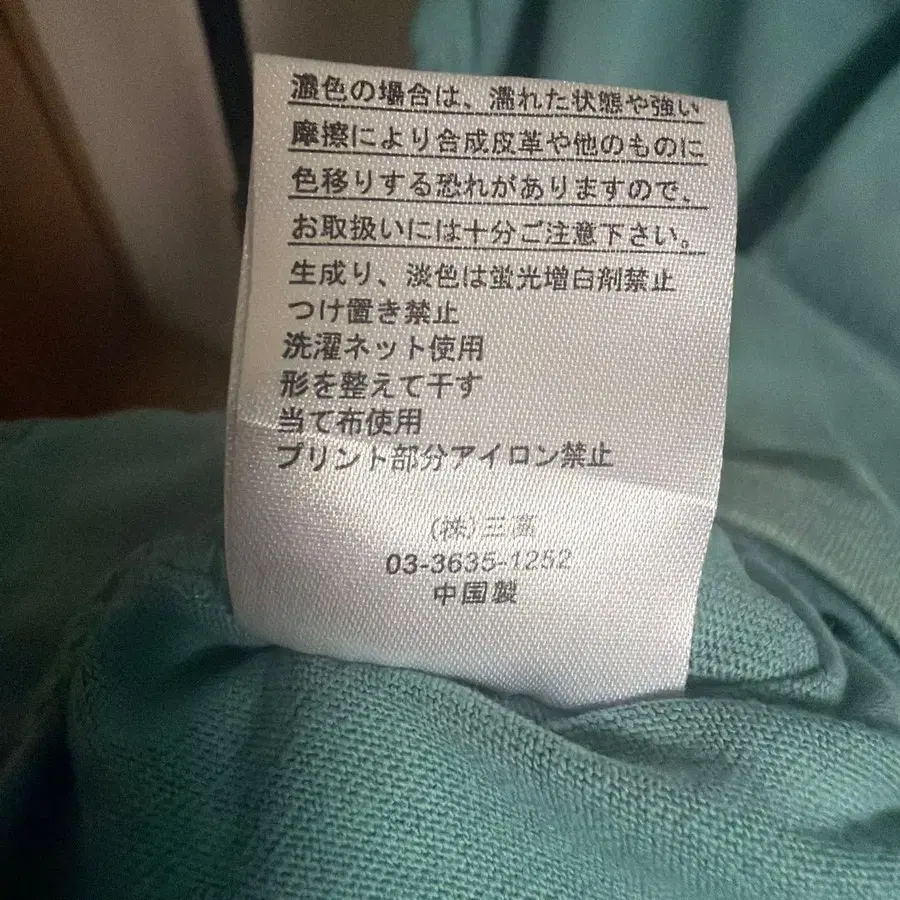 濃色の場合は、濡れた状態や強い
摩擦により合成皮革や他のものに
色移りする恐れがありますので、
お取扱いには十分ご注意下さい。
生成り、淡色は蛍光増白剤禁止
つけ置き禁止
洗濯ネット使用
形を整えて干す
当て布使用
プリント部分アイロン禁止
(株)三高
03-3635-1252
中国製